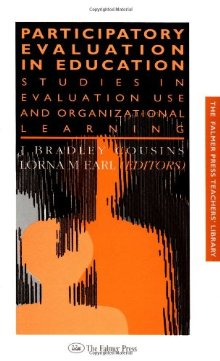 PARTICIPATORY
EVALUATION
IN EDUCATION
STUDIES IN
EVALUATION USE
AND ORGANIZATIONAL
LEARNING
J. BRADLEY COUSINS
LORNA M EARL (EDITORS)
THE FALMER PRESS TEACHERS' LIBRARY
The Falmer Press